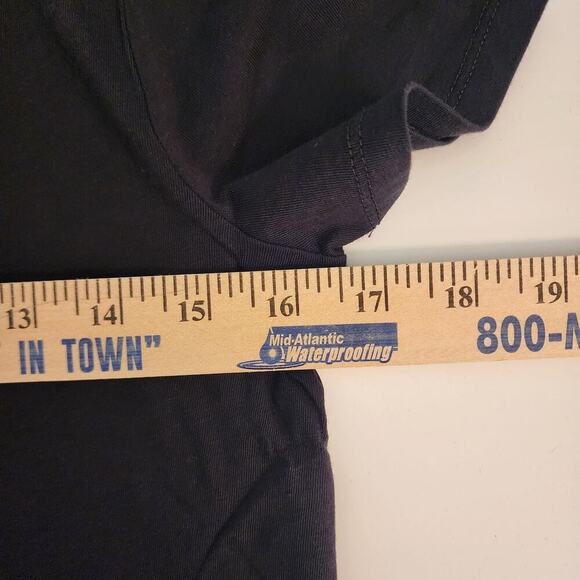 13 14 15 16 17 18 19
IN TOWN" Mid-Atlantic 800-M
Waterproofing